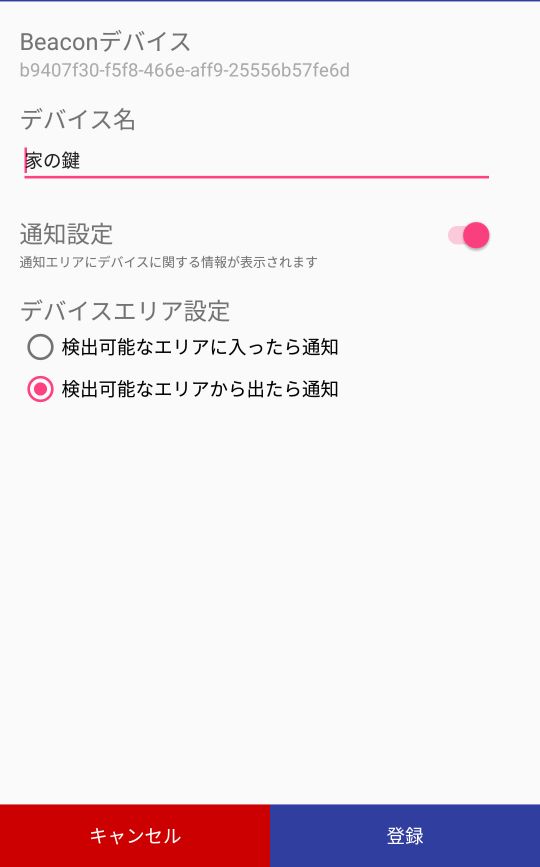 Beaconデバイス
b9407f30-f5f8-466e-aff9-25556b57fe6d
デバイス名
家の鍵
通知設定
通知エリアにデバイスに関する情報が表示されます
デバイスエリア設定
検出可能なエリアに入ったら通知
検出可能なエリアから出たら通知
キャンセル
登録